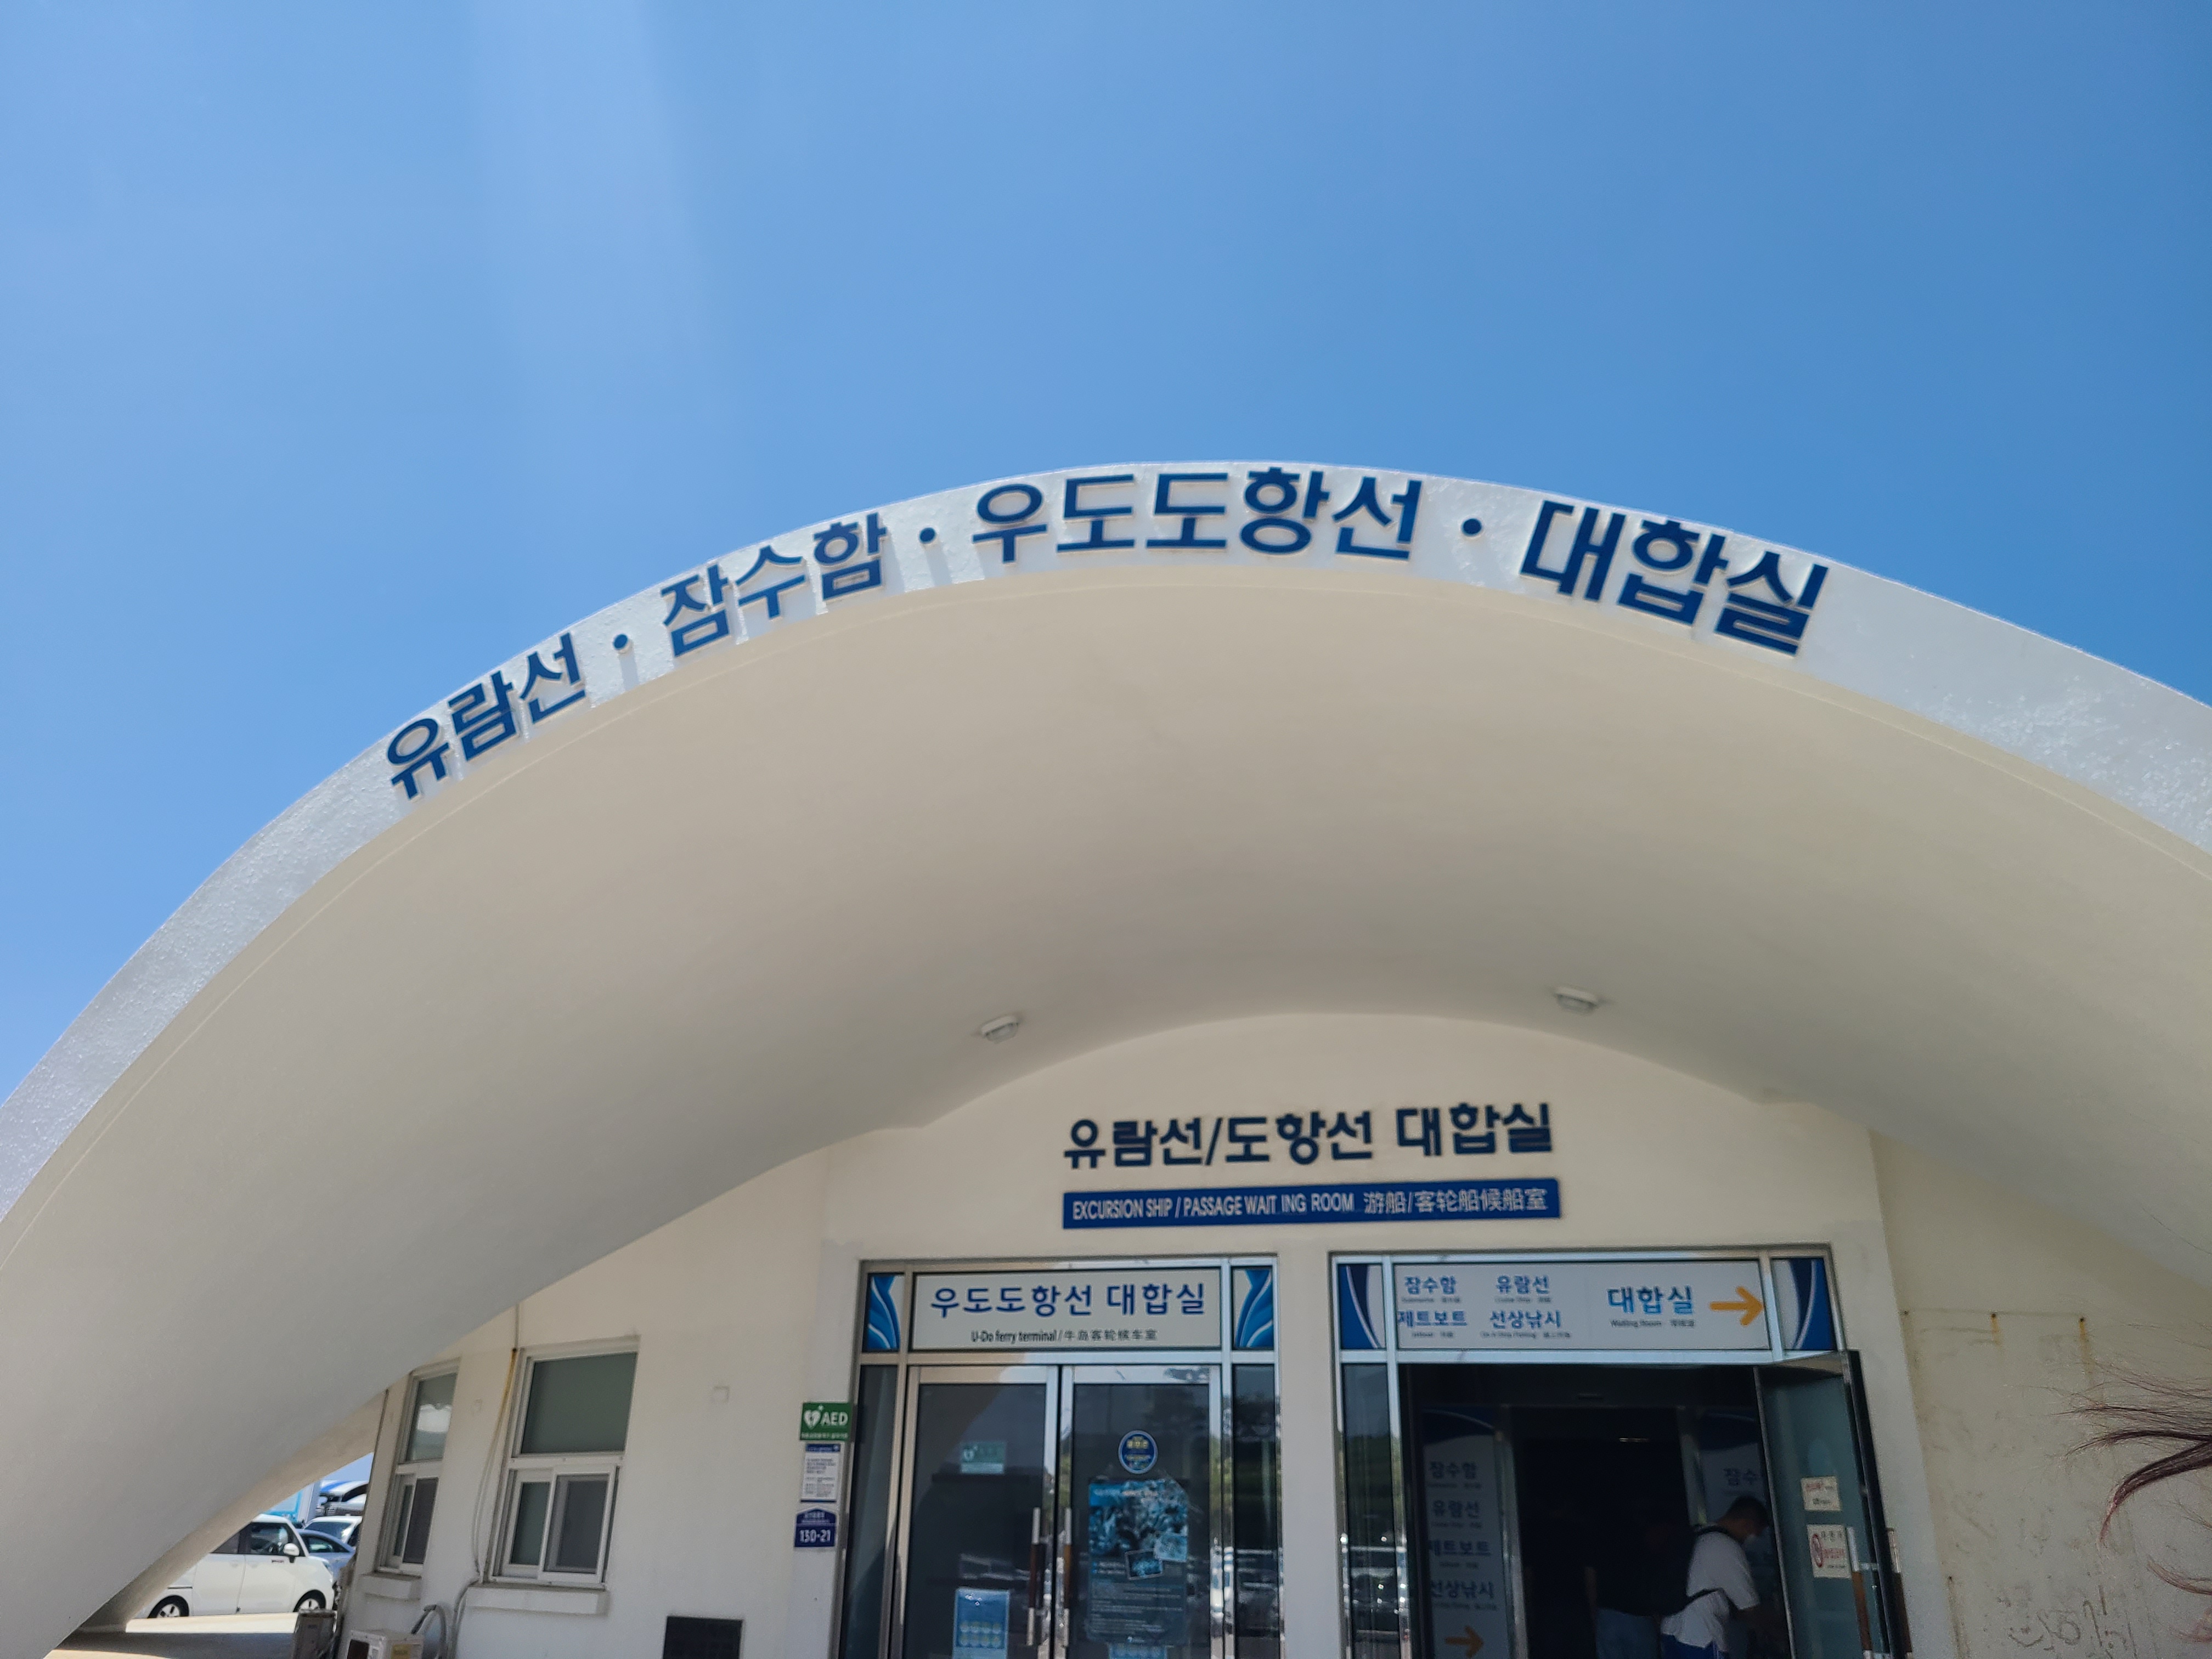 유람선 · 잠수함 · 우도도항선 · 대합실
유람선/도항선 대합실
EXCURSION SHIP / PASSAGE WAIT ING ROOM 游船/客轮船候船室
우도도항선 대합실
U-Do ferry terminal / 牛岛客轮候车室
잠수함 유람선
제트보트 선상낚시
대합실
Waiting Room
AED
130-21
잠수함
유람선
제트보트
선상낚시
잠수